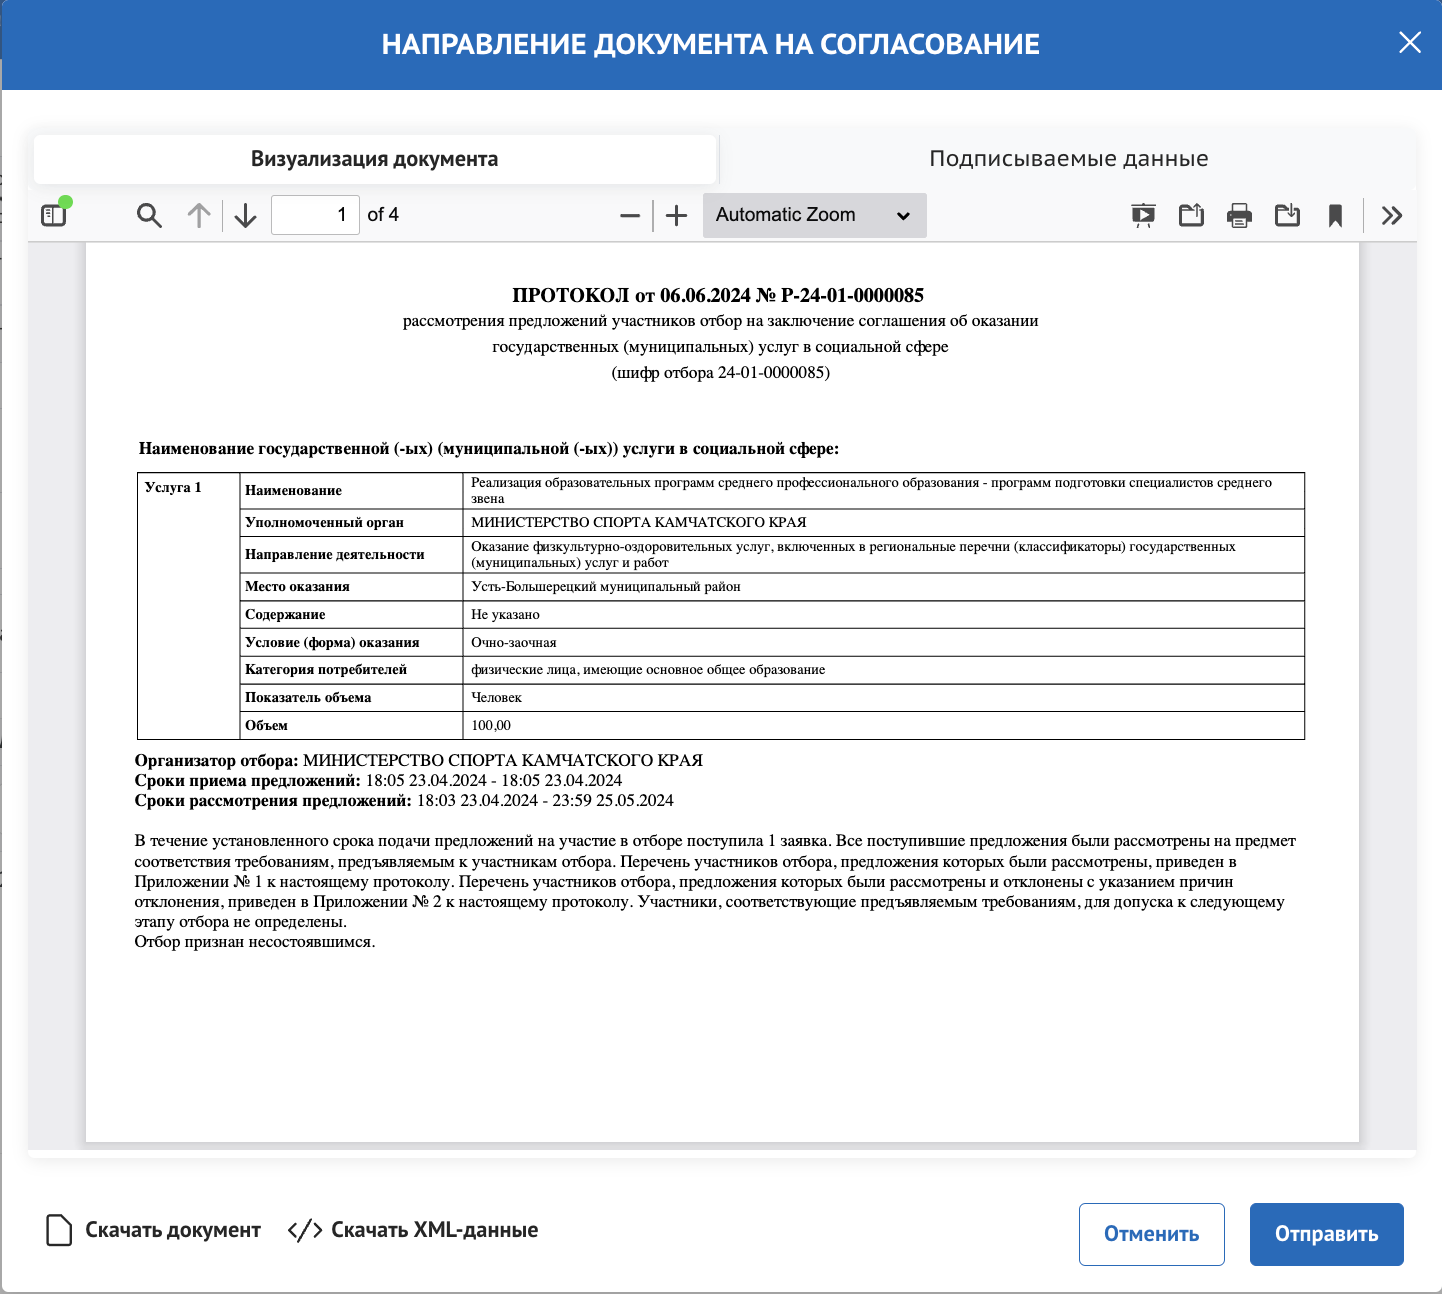 НАПРАВЛЕНИЕ ДОКУМЕНТА НА СОГЛАСОВАНИЕ
Визуализация документа
Подписываемые данные
1 of 4
Automatic Zoom
ПРОТОКОЛ от 06.06.2024 № Р-24-01-0000085
рассмотрения предложений участников отбор на заключение соглашения об оказании
государственных (муниципальных) услуг в социальной сфере
(шифр отбора 24-01-0000085)
Наименование государственной (-ых) (муниципальной (-ых)) услуги в социальной сфере:
Услуга 1
Наименование
Реализация образовательных программ среднего профессионального образования - программ подготовки специалистов среднего
звена
Уполномоченный орган
МИНИСТЕРСТВО СПОРТА КАМЧАТСКОГО КРАЯ
Направление деятельности
Оказание физкультурно-оздоровительных услуг, включенных в региональные перечни (классификаторы) государственных
(муниципальных) услуг и работ
Место оказания
Усть-Большерецкий муниципальный район
Содержание
Не указано
Условие (форма) оказания
Очно-заочная
Категория потребителей
физические лица, имеющие основное общее образование
Показатель объема
Человек
Объем
100,00
Организатор отбора: МИНИСТЕРСТВО СПОРТА КАМЧАТСКОГО КРАЯ
Сроки приема предложений: 18:05 23.04.2024 - 18:05 23.04.2024
Сроки рассмотрения предложений: 18:03 23.04.2024 - 23:59 25.05.2024
В течение установленного срока подачи предложений на участие в отборе поступила 1 заявка. Все поступившие предложения были рассмотрены на предмет
соответствия требованиям, предъявляемым к участникам отбора. Перечень участников отбора, предложения которых были рассмотрены, приведен в
Приложении № 1 к настоящему протоколу. Перечень участников отбора, предложения которых были рассмотрены и отклонены с указанием причин
отклонения, приведен в Приложении № 2 к настоящему протоколу. Участники, соответствующие предъявляемым требованиям, для допуска к следующему
этапу отбора не определены.
Отбор признан несостоявшимся.
Скачать документ
</> Скачать XML-данные
Отменить
Отправить